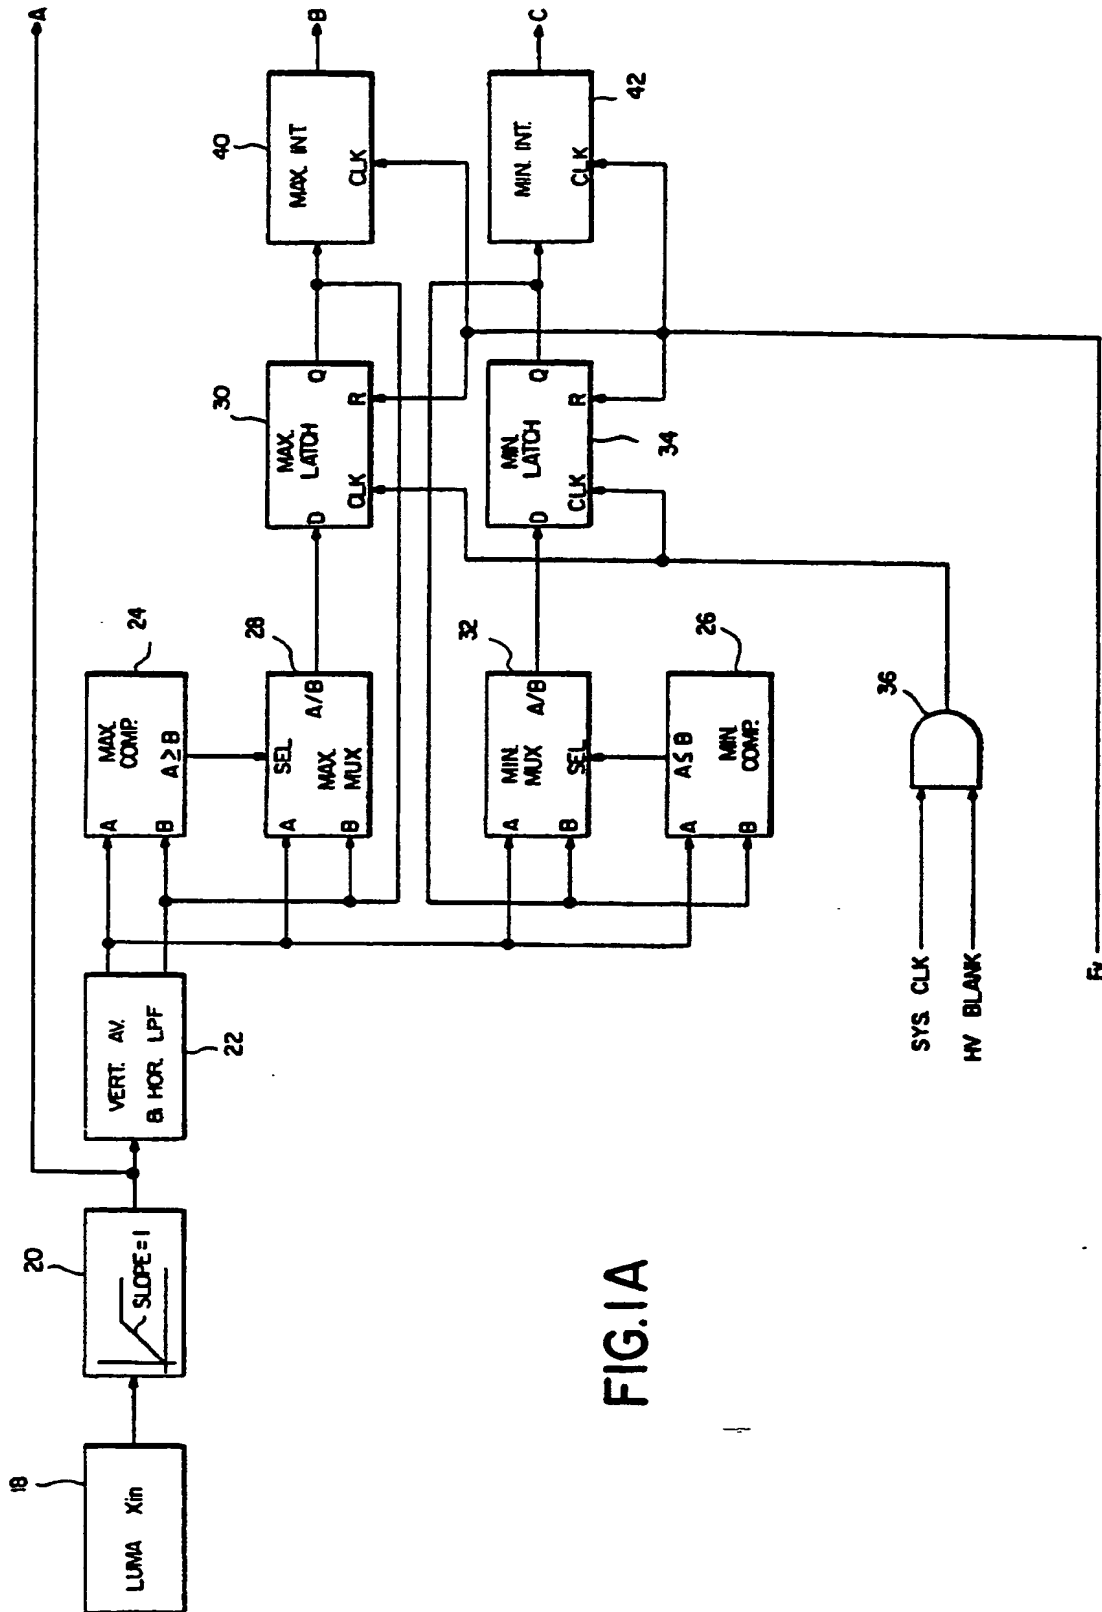 A
18
LUMA Xin
20
SLOPE=1
22
VERT. AV.
& HOR. LPF
24
MAX.
COMP.
A
B
A≥B
28
SEL
A
A/B
MAX
MUX
B
30
MAX.
LATCH
D
Q
CLK
R
40
MAX. INT
CLK
B
32
MIN.
MUX
A
A/B
B
SEL
MIN.
LATCH
D
Q
CLK
R
34
MIN. INT.
CLK
42
C
26
A≤B
A
MIN.
COMP.
B
36
SYS. CLK
HV BLANK
Fv
FIG.1A